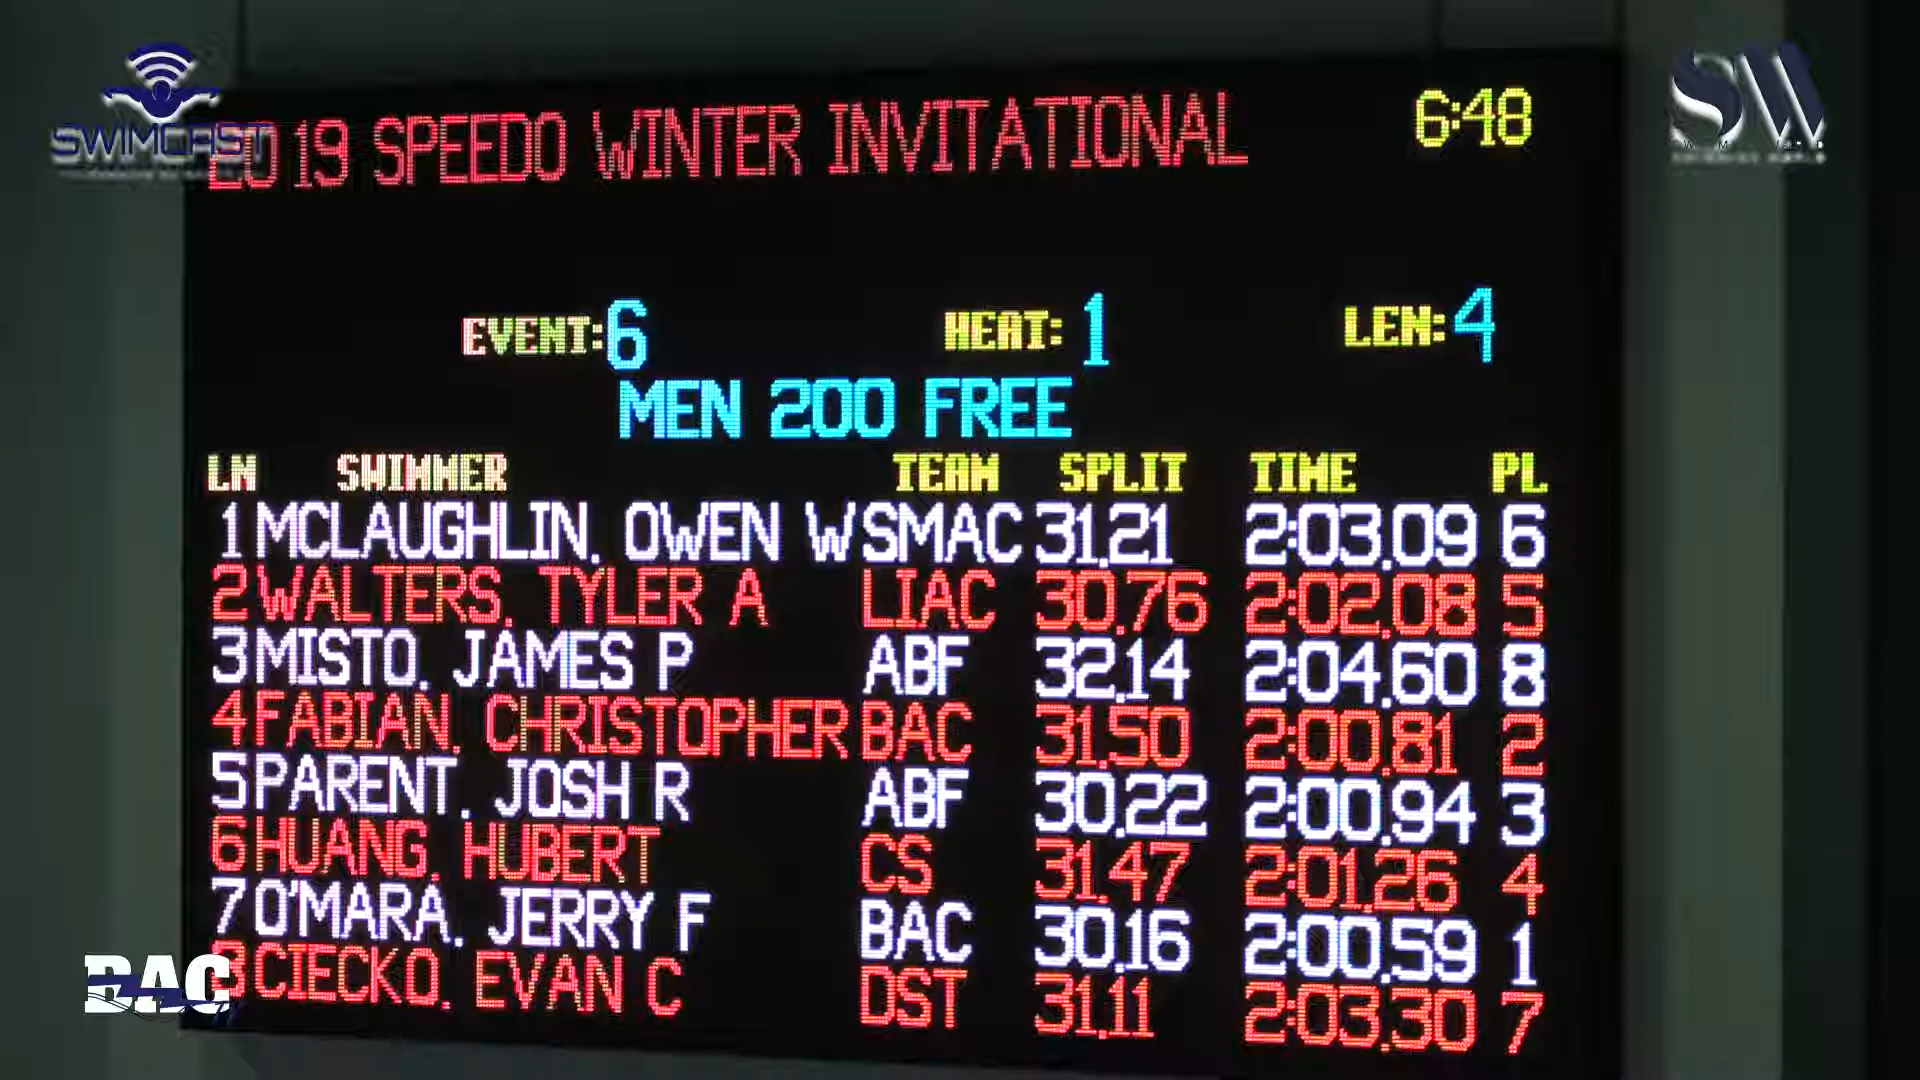 SWIMCAST
2019 SPEEDO WINTER INVITATIONAL 6:48
SW
EVENT:6 HEAT: 1 LEN:4
MEN 200 FREE
LN SWIMMER TEAM SPLIT TIME PL
1 MCLAUGHLIN, OWEN W SMAC 31.21 2:03.09 6
2 WALTERS, TYLER A LIAC 30.76 2:02.08 5
3 MISTO, JAMES P ABF 32.14 2:04.60 8
4 FABIAN, CHRISTOPHER BAC 31.50 2:00.81 2
5 PARENT, JOSH R ABF 30.22 2:00.94 3
6 HUANG, HUBERT CS 31.47 2:01.26 4
7 O'MARA, JERRY F BAC 30.16 2:00.59 1
8 CIECKO, EVAN C DST 31.11 2:03.30 7
BAC